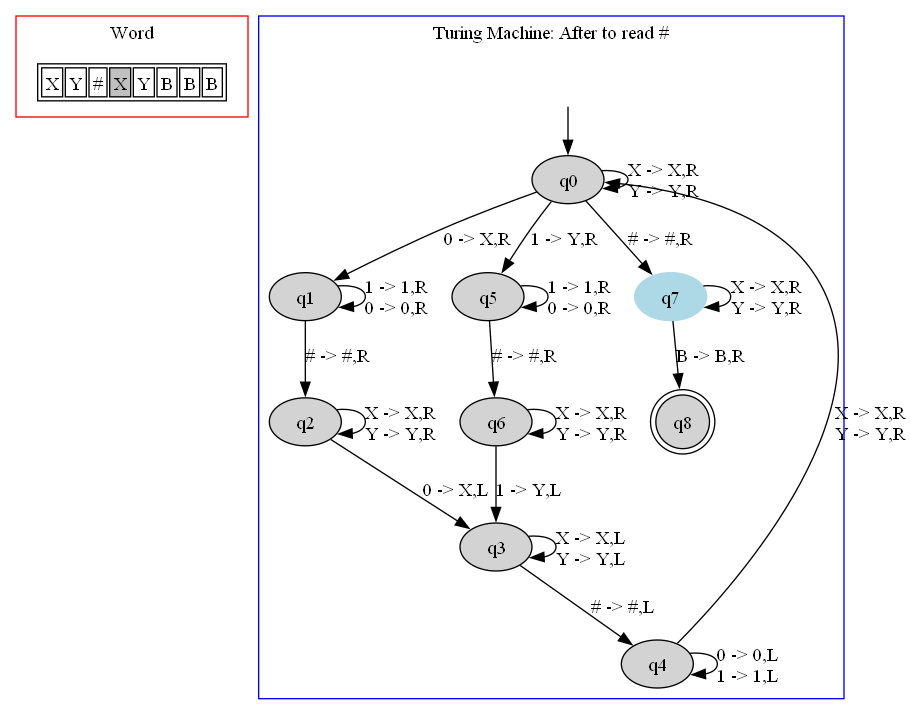 Word
X Y # X Y B B B
Turing Machine: After to read #
q0
X -> X,R
Y -> Y,R
0 -> X,R
1 -> Y,R
# -> #,R
q1
1 -> 1,R
0 -> 0,R
q5
1 -> 1,R
0 -> 0,R
q7
X -> X,R
Y -> Y,R
# -> #,R
# -> #,R
B -> B,R
q2
X -> X,R
Y -> Y,R
q6
X -> X,R
Y -> Y,R
q8
X -> X,R
Y -> Y,R
0 -> X,L
1 -> Y,L
q3
X -> X,L
Y -> Y,L
# -> #,L
q4
0 -> 0,L
1 -> 1,L